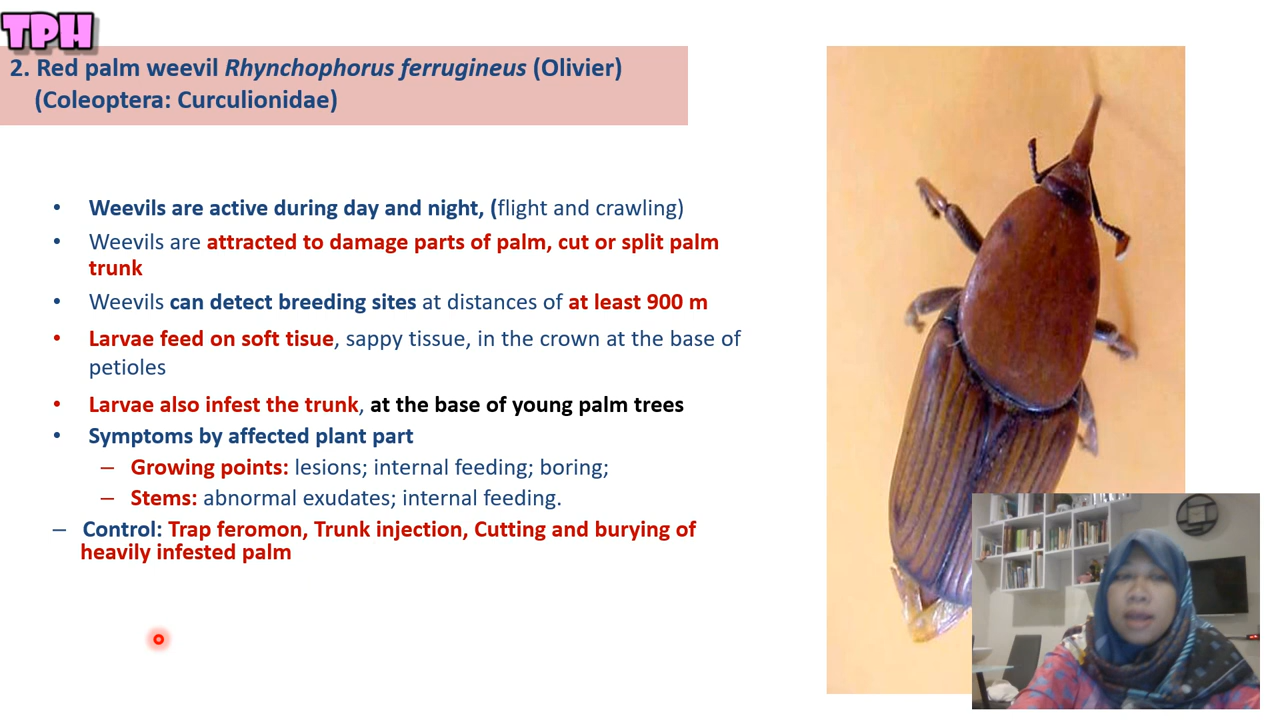 TPH
2. Red palm weevil Rhynchophorus ferrugineus (Olivier)
(Coleoptera: Curculionidae)
• Weevils are active during day and night, (flight and crawling)
• Weevils are attracted to damage parts of palm, cut or split palm
trunk
• Weevils can detect breeding sites at distances of at least 900 m
• Larvae feed on soft tisue, sappy tissue, in the crown at the base of
petioles
• Larvae also infest the trunk, at the base of young palm trees
• Symptoms by affected plant part
– Growing points: lesions; internal feeding; boring;
– Stems: abnormal exudates; internal feeding.
– Control: Trap feromon, Trunk injection, Cutting and burying of
heavily infested palm